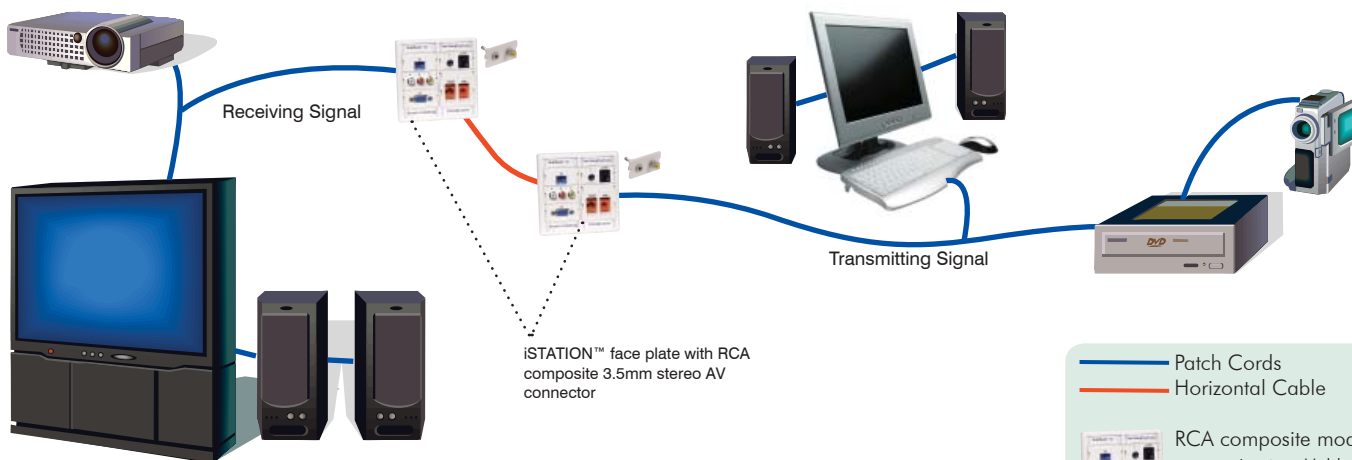 Receiving Signal
Transmitting Signal
DVD
iSTATION™ face plate with RCA
composite 3.5mm stereo AV
connector
Patch Cords
Horizontal Cable
RCA composite